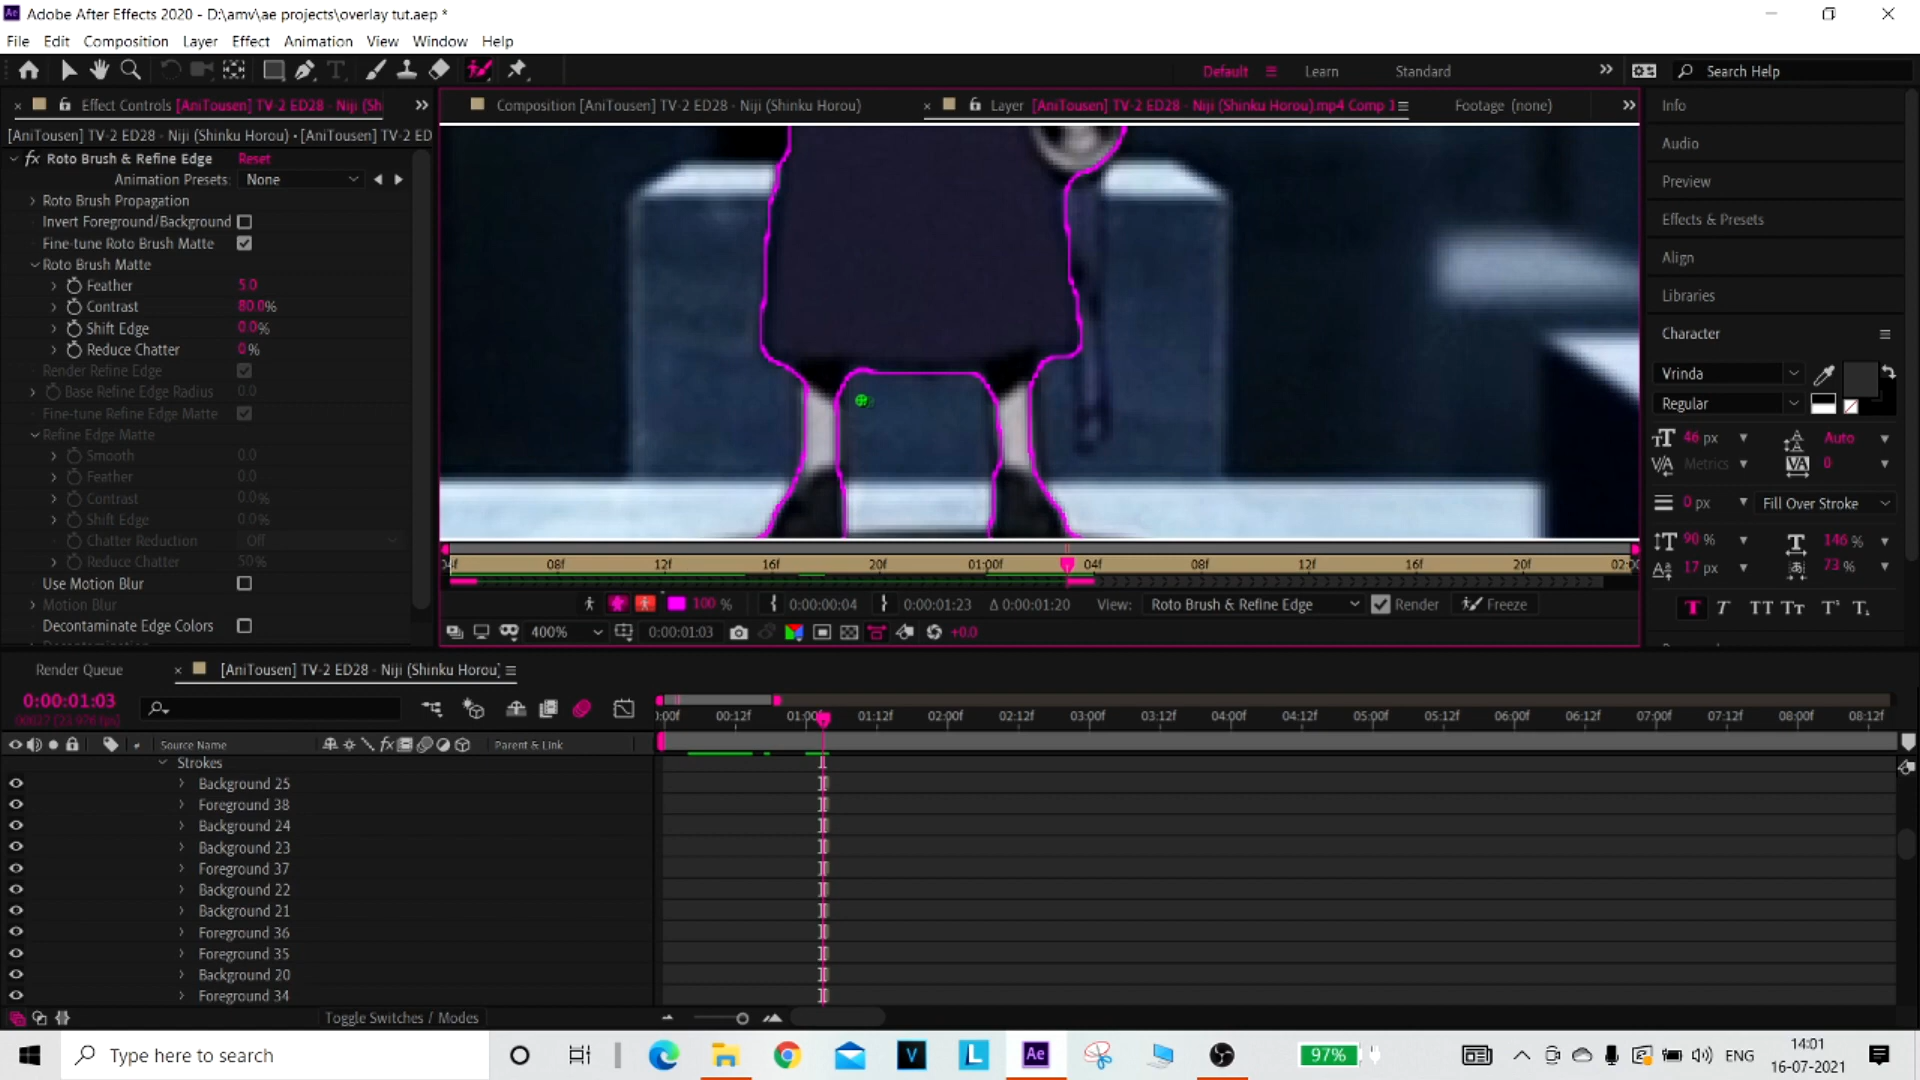 Adobe After Effects 2020 - D:\amv\ae projects\overlay tut.aep *
File Edit Composition Layer Effect Animation View Window Help
Default Learn Standard Search Help
Effect Controls [AniTousen] TV-2 ED28 - Niji (Sh
Composition [AniTousen] TV-2 ED28 - Niji (Shinku Horou)
Layer [AniTousen] TV-2 ED28 - Niji (Shinku Horou).mp4 Comp 1
Footage (none)
[AniTousen] TV-2 ED28 - Niji (Shinku Horou) • [AniTousen] TV-2 ED
fx Roto Brush & Refine Edge Reset
Animation Presets: None
Roto Brush Propagation
Invert Foreground/Background
Fine-tune Roto Brush Matte
Roto Brush Matte
Feather 5.0
Contrast 80.0%
Shift Edge 0.0%
Reduce Chatter 0%
Render Refine Edge
Base Refine Edge Radius 0.0
Fine-tune Refine Edge Matte
Refine Edge Matte
Smooth 0.0
Feather 0.0
Contrast 0.0%
Shift Edge 0.0%
Chatter Reduction Off
Reduce Chatter 50%
Use Motion Blur
Motion Blur
Decontaminate Edge Colors
08f 12f 16f 20f 01:00f 04f 08f 12f 16f 20f
100 % 0:00:00:04 0:00:01:23 Δ 0:00:01:20 View: Roto Brush & Refine Edge Render Freeze
400% 0:00:01:03 +0.0
Info
Audio
Preview
Effects & Presets
Align
Libraries
Character
Vrinda
Regular
46 px Auto
Metrics 0
0 px Fill Over Stroke
90 % 146 %
17 px 73 %
T T TT Tт T¹ T₁
Render Queue [AniTousen] TV-2 ED28 - Niji (Shinku Horou)
0:00:01:03
00027 (23.976 fps)
00:12f 01:12f 02:00f 02:12f 03:00f 03:12f 04:00f 04:12f 05:00f 05:12f 06:00f 06:12f 07:00f 07:12f 08:00f 08:12f
Source Name Parent & Link
Strokes
Background 25
Foreground 38
Background 24
Background 23
Foreground 37
Background 22
Background 21
Foreground 36
Foreground 35
Background 20
Foreground 34
Toggle Switches / Modes
Type here to search V L Ae 97% ENG 14:01
16-07-2021